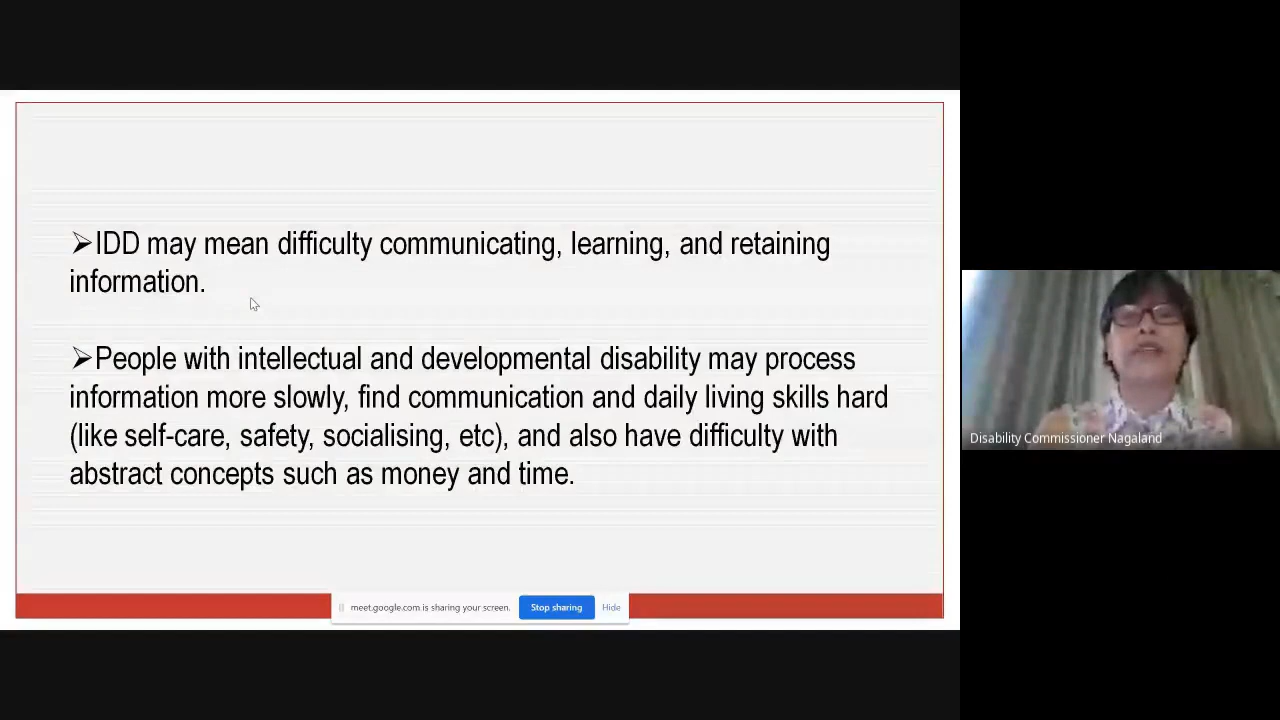 ➢IDD may mean difficulty communicating, learning, and retaining
information.
➢People with intellectual and developmental disability may process
information more slowly, find communication and daily living skills hard
(like self-care, safety, socialising, etc), and also have difficulty with
abstract concepts such as money and time.
meet.google.com is sharing your screen. Stop sharing Hide
Disability Commissioner Nagaland